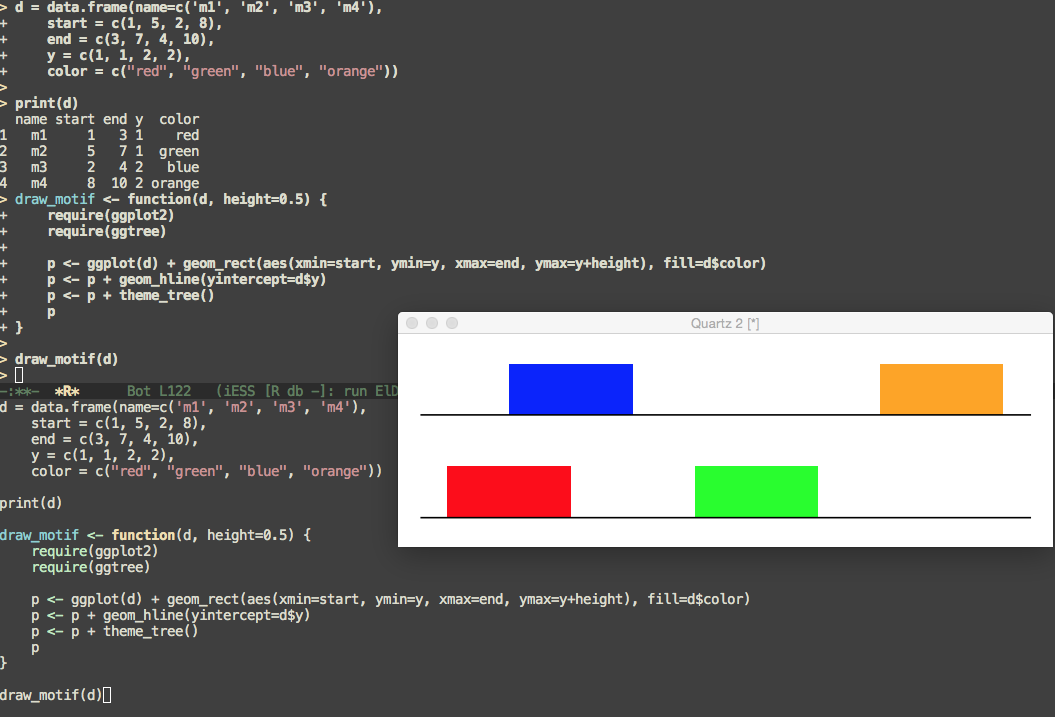 > d = data.frame(name=c('m1', 'm2', 'm3', 'm4'),
+     start = c(1, 5, 2, 8),
+     end = c(3, 7, 4, 10),
+     y = c(1, 1, 2, 2),
+     color = c("red", "green", "blue", "orange"))
>
> print(d)
  name start end y  color
1   m1     1   3 1    red
2   m2     5   7 1  green
3   m3     2   4 2   blue
4   m4     8  10 2 orange
> draw_motif <- function(d, height=0.5) {
+     require(ggplot2)
+     require(ggtree)
+
+     p <- ggplot(d) + geom_rect(aes(xmin=start, ymin=y, xmax=end, ymax=y+height), fill=d$color)
+     p <- p + geom_hline(yintercept=d$y)
+     p <- p + theme_tree()
+     p
+ }
>
> draw_motif(d)
>
Quartz 2 [*]
-:**-  *R*      Bot L122   (iESS [R db -]: run ElD
d = data.frame(name=c('m1', 'm2', 'm3', 'm4'),
    start = c(1, 5, 2, 8),
    end = c(3, 7, 4, 10),
    y = c(1, 1, 2, 2),
    color = c("red", "green", "blue", "orange"))
print(d)
draw_motif <- function(d, height=0.5) {
    require(ggplot2)
    require(ggtree)
    p <- ggplot(d) + geom_rect(aes(xmin=start, ymin=y, xmax=end, ymax=y+height), fill=d$color)
    p <- p + geom_hline(yintercept=d$y)
    p <- p + theme_tree()
    p
}
draw_motif(d)